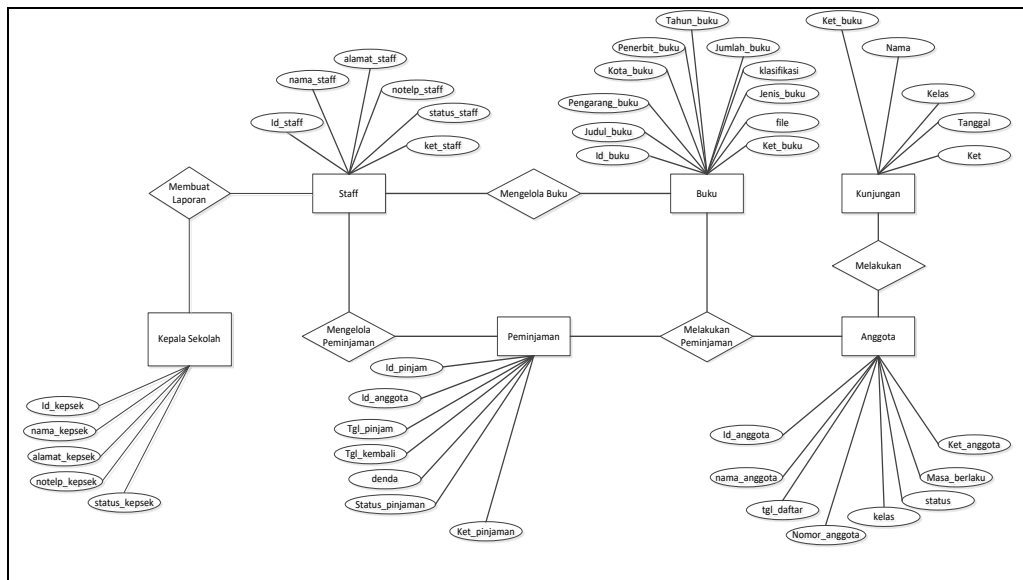 Tahun_buku
Ket_buku
alamat_staff
Penerbit_buku
Jumlah_buku
Nama
nama_staff
Kota_buku
klasifikasi
notelp_staff
Jenis_buku
Kelas
Pengarang_buku
status_staff
Id_staff
file
Tanggal
Judul_buku
ket_staff
Ket_buku
Id_buku
Ket
Membuat
Laporan
Staff
Mengelola Buku
Buku
Kunjungan
Melakukan
Kepala Sekolah
Mengelola
Peminjaman
Peminjaman
Melakukan
Peminjaman
Anggota
Id_pinjam
Id_kepsek
Id_anggota
nama_kepsek
Tgl_pinjam
Id_anggota
Ket_anggota
alamat_kepsek
Tgl_kembali
notelp_kepsek
denda
nama_anggota
Masa_berlaku
status_kepsek
Status_pinjaman
tgl_daftar
status
kelas
Ket_pinjaman
Nomor_anggota